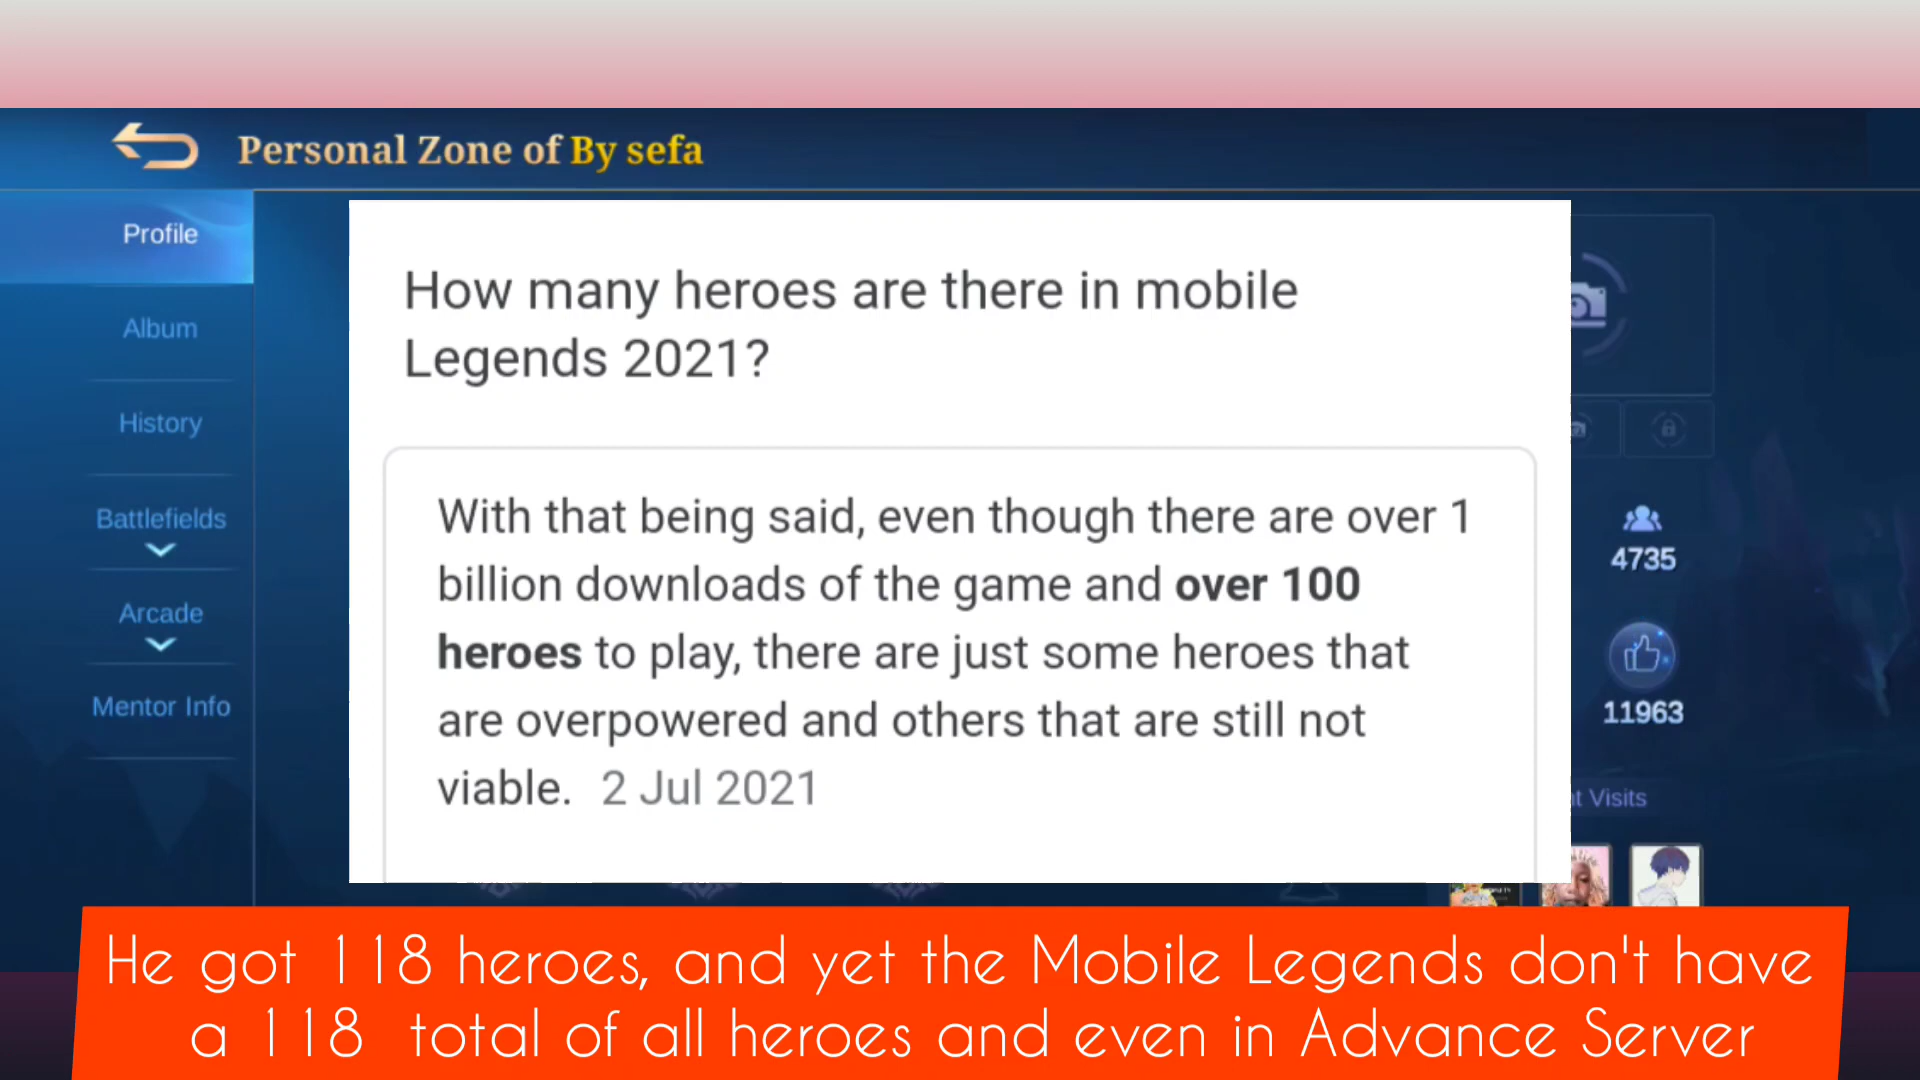 Personal Zone of By sefa
Profile
Album
History
Battlefields
Arcade
Mentor Info
How many heroes are there in mobile
Legends 2021?
With that being said, even though there are over 1
billion downloads of the game and over 100
heroes to play, there are just some heroes that
are overpowered and others that are still not
viable. 2 Jul 2021
4735
11963
Visits
He got 118 heroes, and yet the Mobile Legends don't have
a 118 total of all heroes and even in Advance Server